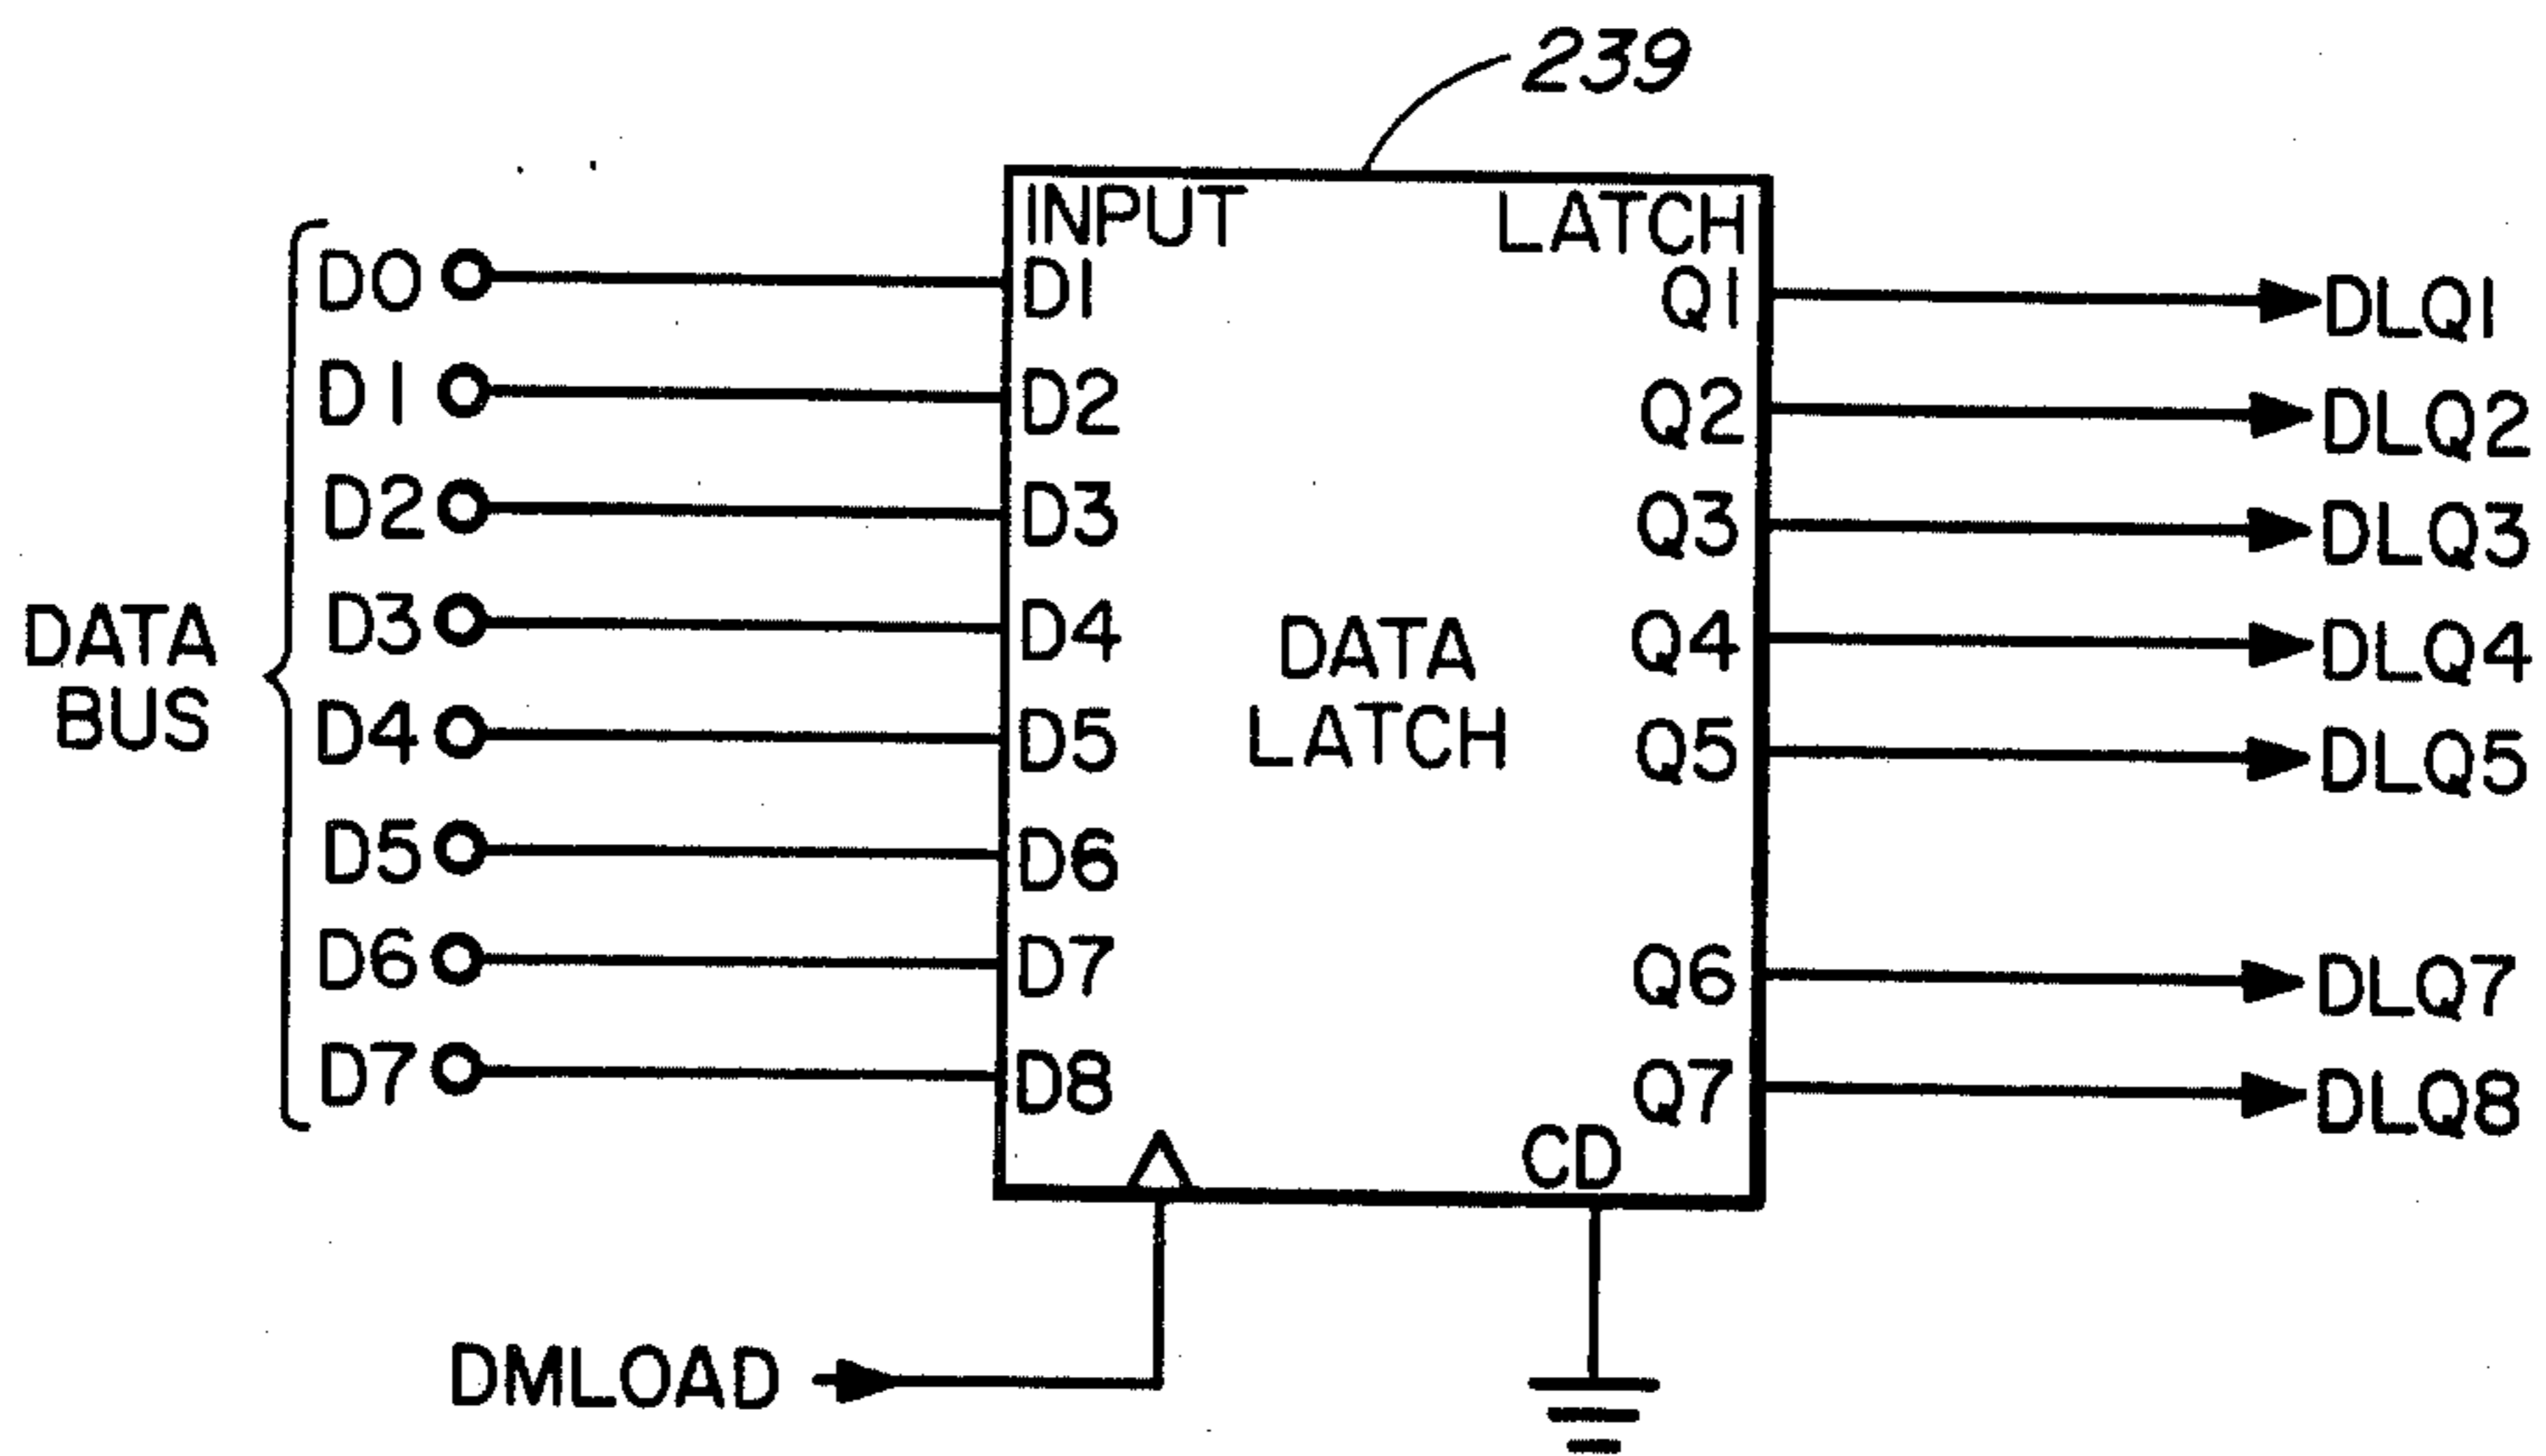 239
INPUT LATCH
D0 D1 Q1 DLQ1
D1 D2 Q2 DLQ2
D2 D3 Q3 DLQ3
D3 D4 Q4 DLQ4
DATA
BUS
DATA
LATCH
D4 D5 Q5 DLQ5
D5 D6
D6 D7 Q6 DLQ7
D7 D8 Q7 DLQ8
CD
DMLOAD